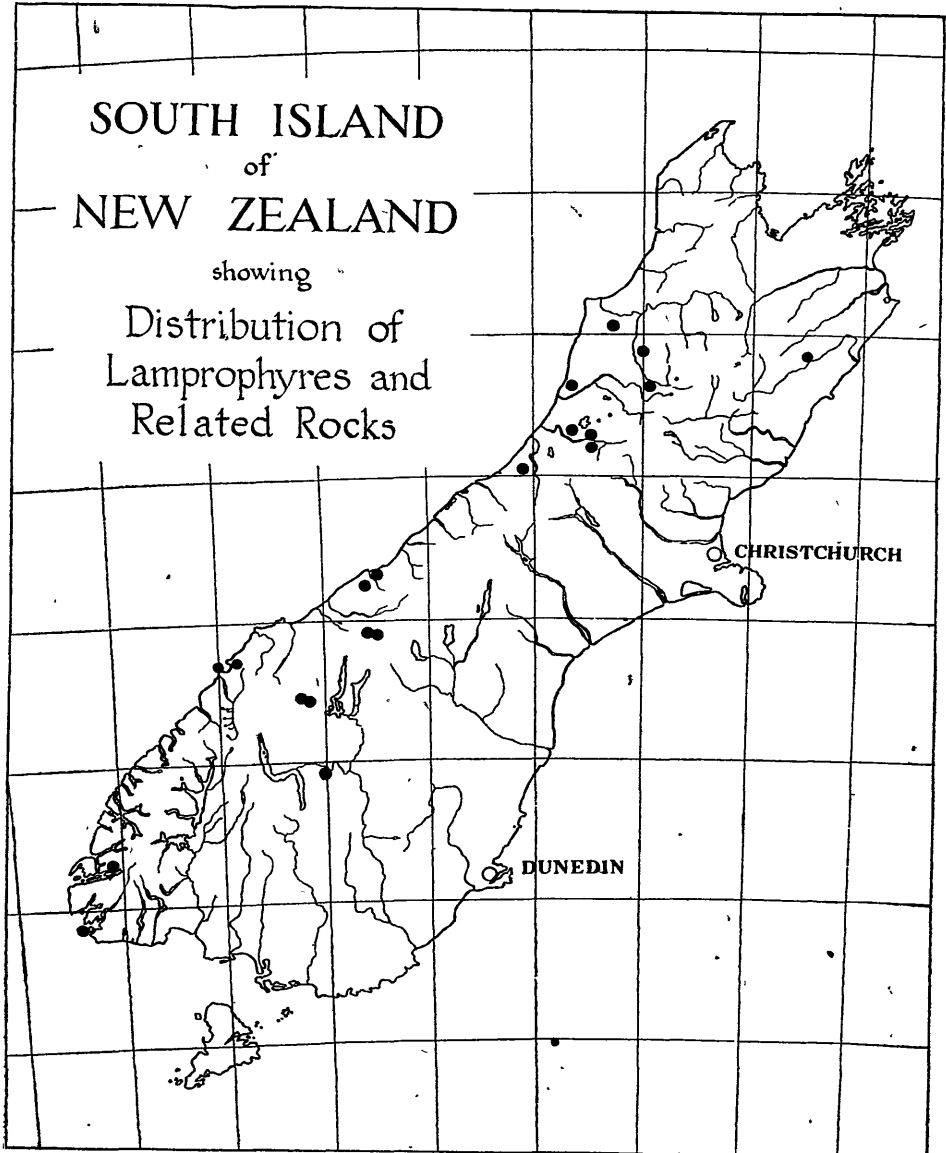 SOUTH ISLAND
of
NEW ZEALAND
showing
Distribution of
Lamprophyres and
Related Rocks
CHRISTCHURCH
DUNEDIN